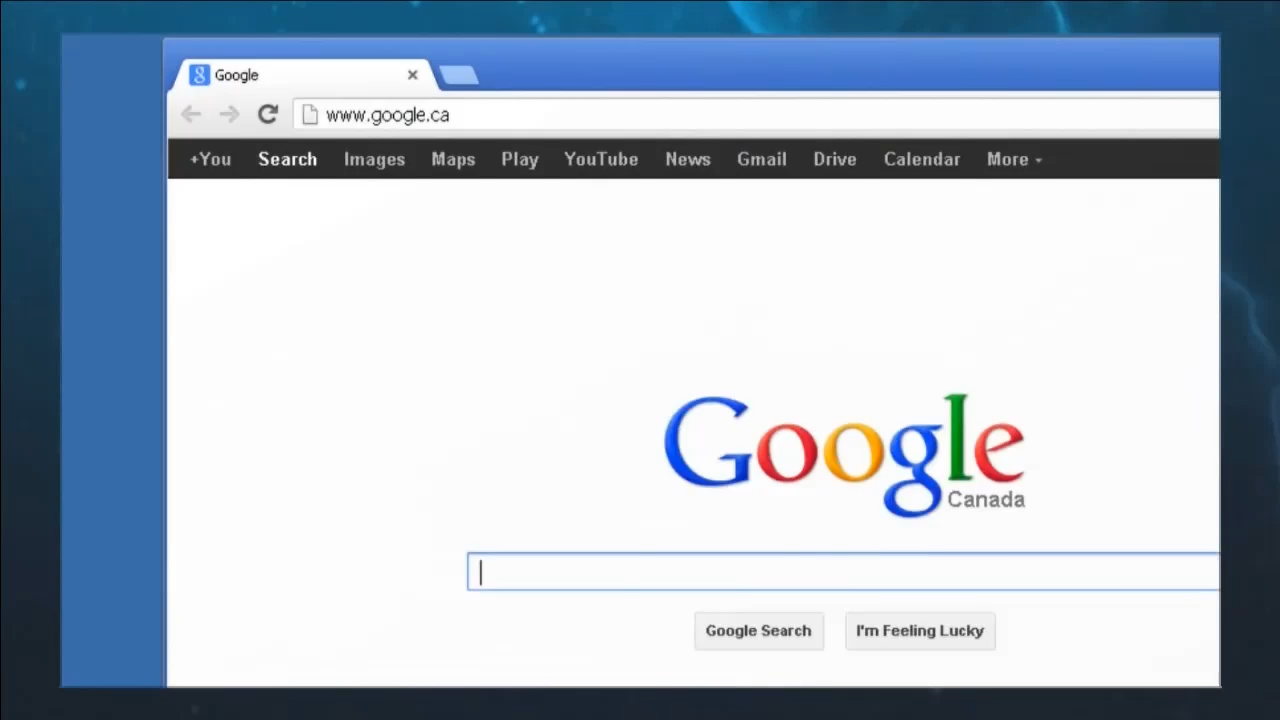 Google
www.google.ca
+You Search Images Maps Play YouTube News Gmail Drive Calendar More
Google
Canada
Google Search I'm Feeling Lucky